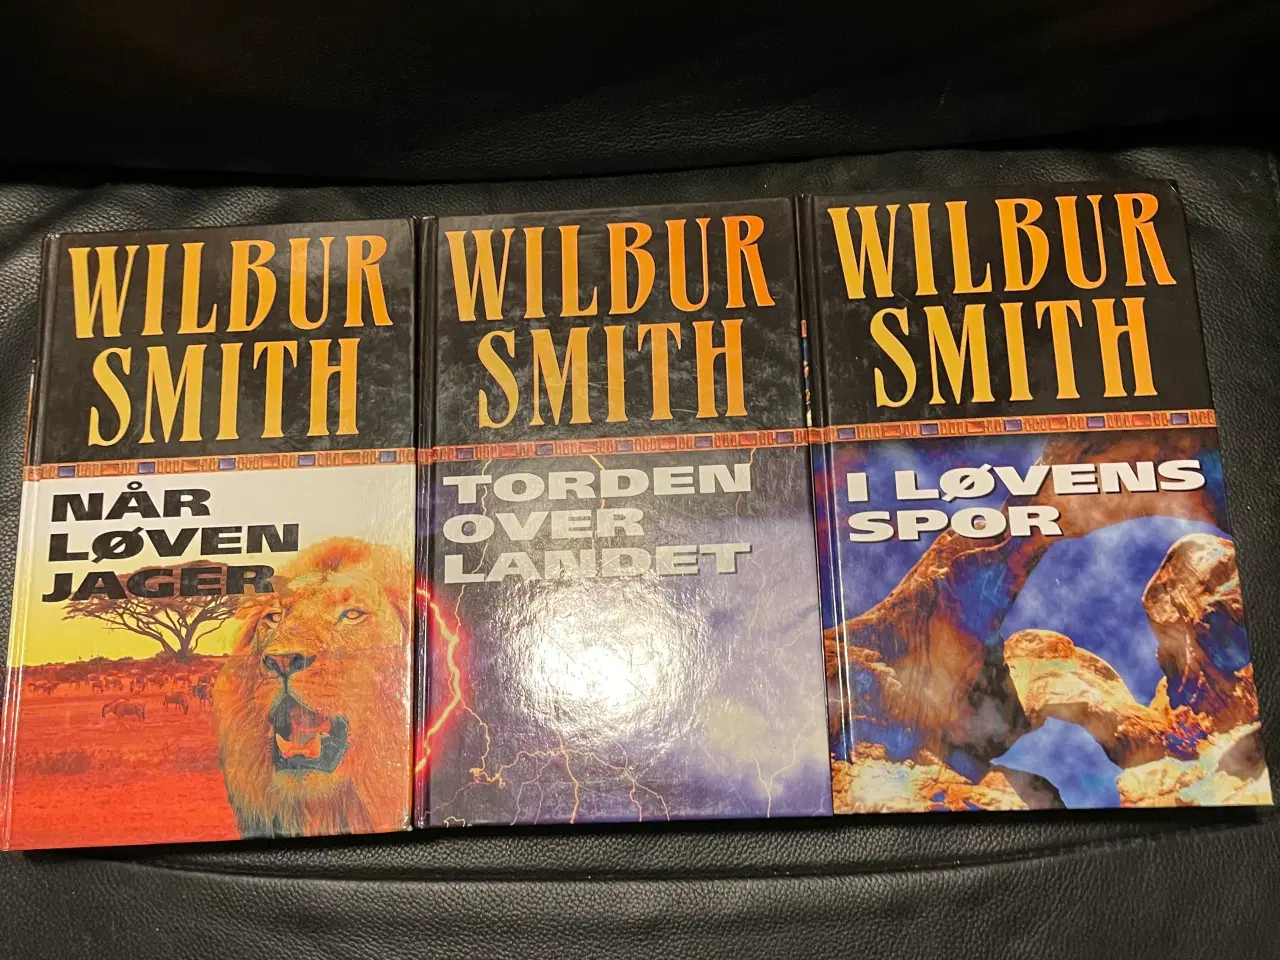 WILBUR
SMITH
NÅR
LØVEN
JAGER
WILBUR
SMITH
TORDEN
OVER
LANDET
WILBUR
SMITH
I LØVENS
SPOR